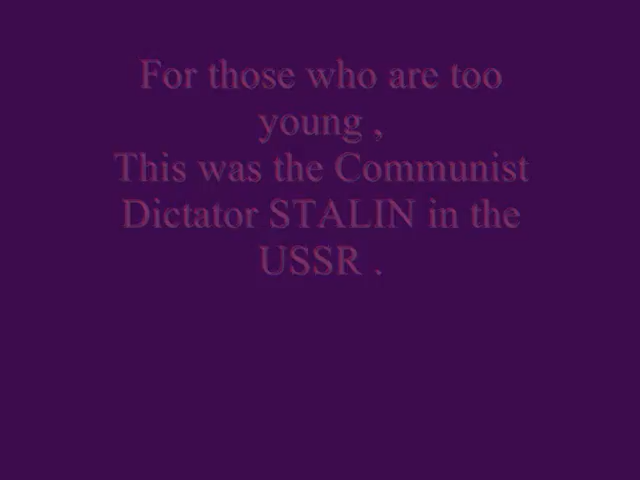 For those who are too
young ,
This was the Communist
Dictator STALIN in the
USSR .